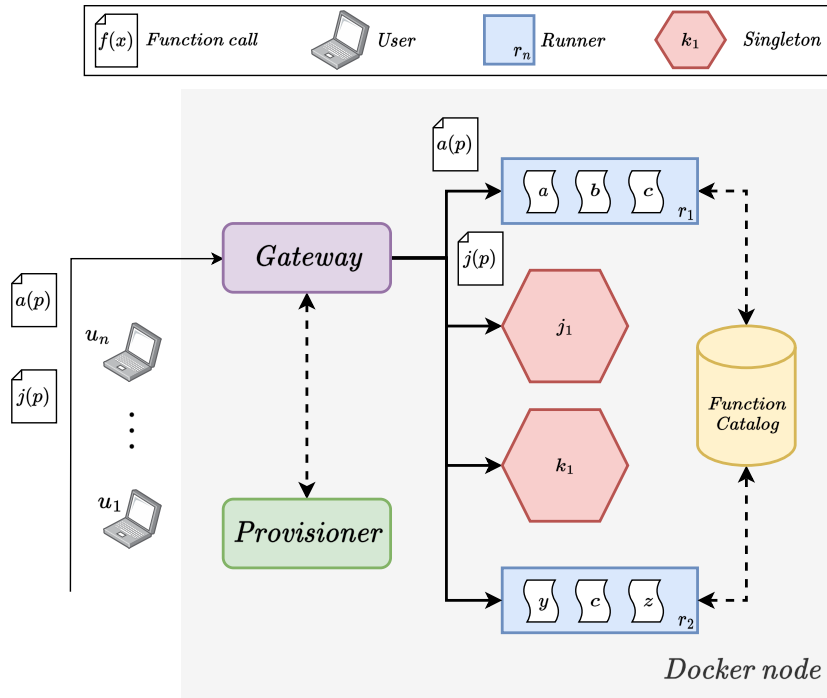 f(x) Function call User r_n Runner k_1 Singleton
a(p)
a b c
r_1
Gateway
j(p)
a(p)
j_1
u_n
j(p)
Function
Catalog
k_1
u_1
Provisioner
y c z
r_2
Docker node